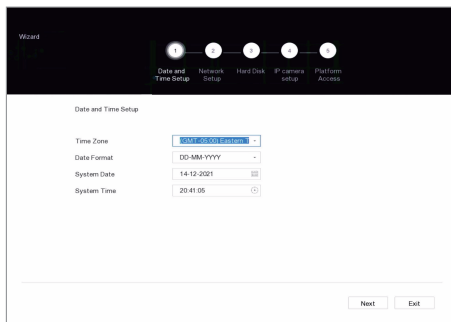 Wizard
1 2 3 4 5
Date and Time Setup
Network Setup
Hard Disk
IP camera setup
Platform Access
Date and Time Setup
Time Zone (GMT-05:00) Eastern T
Date Format DD-MM-YYYY
System Date 14-12-2021
System Time 20:41:05
Next Exit